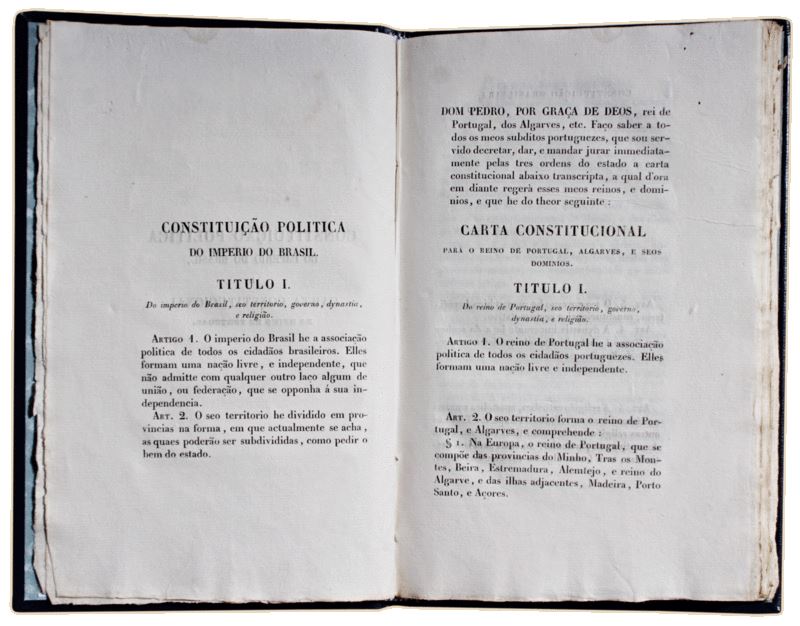 CONSTITUIÇÃO POLITICA
DO IMPERIO DO BRASIL.
TITULO I.
Do imperio do Brasil, seo territorio, governo, dynastia,
e religião.
ARTIGO 1. O imperio do Brasil he a associação
politica de todos os cidadãos brasileiros. Elles
formam uma nação livre, e independente, que
não admitte com qualquer outro laço algum de
união, ou federação, que se opponha á sua in-
dependencia.
ART. 2. O seo territorio he dividido em pro-
vincias na forma, em que actualmente se acha,
as quaes poderão ser subdivididas, como pedir o
bem do estado.
DOM PEDRO, POR GRAÇA DE DEOS, rei de
Portugal, dos Algarves, etc. Faço saber a to-
dos os meos subditos portuguezes, que sou ser-
vido decretar, dar, e mandar jurar immediata-
mente pelas tres ordens do estado a carta
constitucional abaixo transcripta, a qual d'ora
em diante regerà esses meos reinos, e domi-
nios, e que he do theor seguinte :
CARTA CONSTITUCIONAL
PARA O REINO DE PORTUGAL, ALGARVES, E SEOS
DOMINIOS.
TITULO I.
Do reino de Portugal, seo territorio, governo,
dynastia, e religião.
ARTIGO 1. O reino de Portugal he a associação
politica de todos os cidadãos portuguezes. Elles
formam uma nação livre e independente.
ART. 2. O seo territorio forma o reino de Por-
tugal, e Algarves, e comprehende :
§ 1. Na Europa, o reino de Portugal, que se
compõe das provincias do Minho, Tras os Mon-
tes, Beira, Estremadura, Alemtejo, e reino do
Algarve, e das ilhas adjacentes, Madeira, Porto
Santo, e Açores.